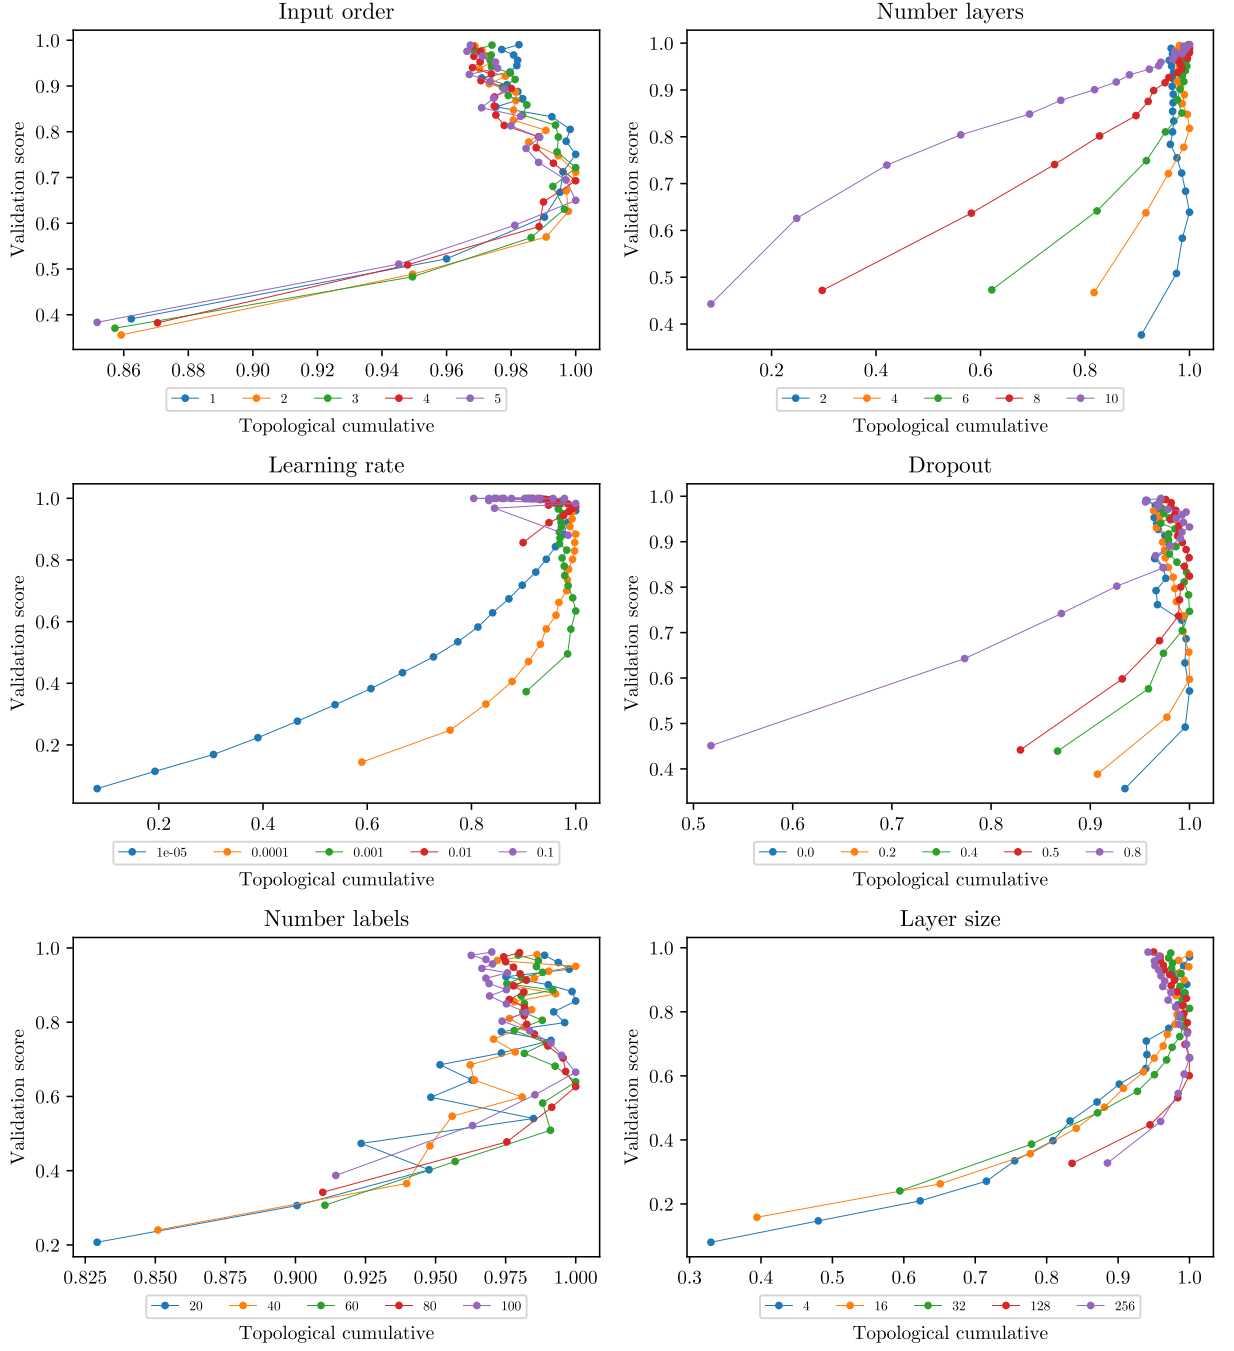 Input order
Validation score
1.0
0.9
0.8
0.7
0.6
0.5
0.4
0.86 0.88 0.90 0.92 0.94 0.96 0.98 1.00
1 2 3 4 5
Topological cumulative
Number layers
Validation score
1.0
0.9
0.8
0.7
0.6
0.5
0.4
0.2 0.4 0.6 0.8 1.0
2 4 6 8 10
Topological cumulative
Learning rate
Validation score
1.0
0.8
0.6
0.4
0.2
0.2 0.4 0.6 0.8 1.0
1e-05 0.0001 0.001 0.01 0.1
Topological cumulative
Dropout
Validation score
1.0
0.9
0.8
0.7
0.6
0.5
0.4
0.5 0.6 0.7 0.8 0.9 1.0
0.0 0.2 0.4 0.5 0.8
Topological cumulative
Number labels
Validation score
1.0
0.8
0.6
0.4
0.2
0.825 0.850 0.875 0.900 0.925 0.950 0.975 1.000
20 40 60 80 100
Topological cumulative
Layer size
Validation score
1.0
0.8
0.6
0.4
0.2
0.3 0.4 0.5 0.6 0.7 0.8 0.9 1.0
4 16 32 128 256
Topological cumulative